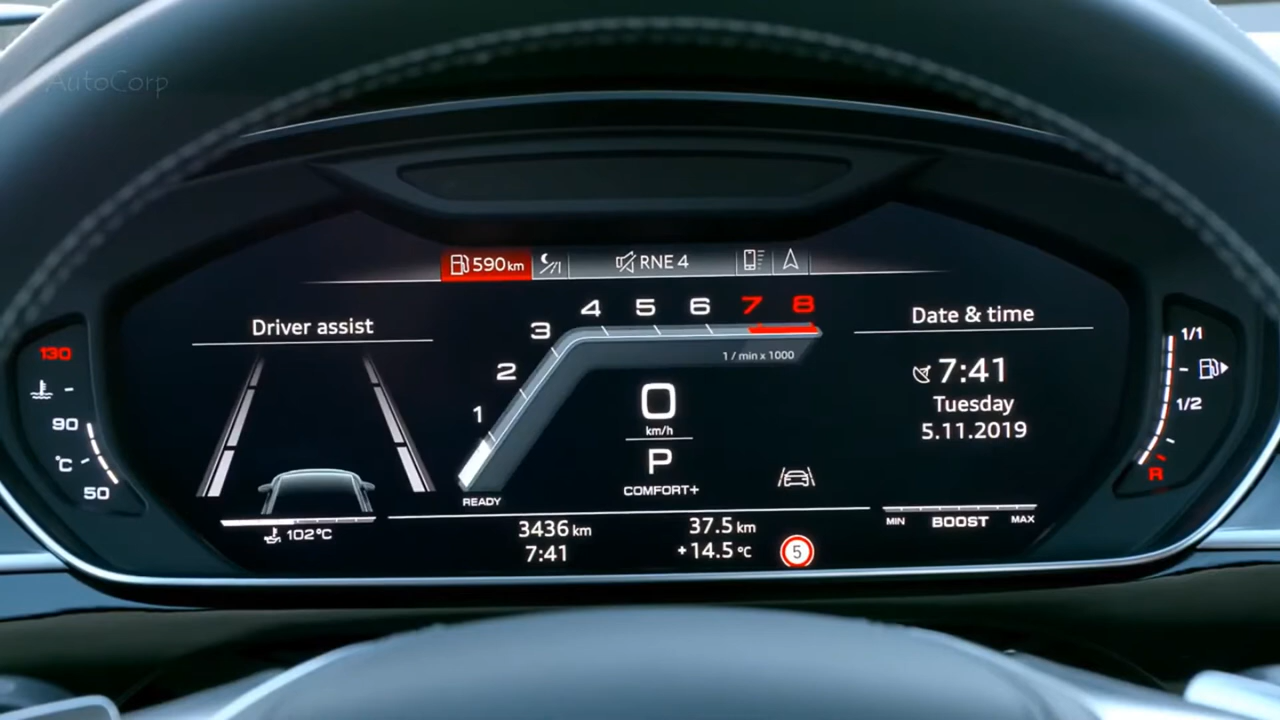 AutoCorp
590 km
RNE 4
Driver assist
130
90
°C
50
102°C
1
2
3
4
5
6
7
8
1 / min x 1000
0
km/h
P
COMFORT+
READY
3436 km
37.5 km
7:41
+14.5 °C
5
Date & time
7:41
Tuesday
5.11.2019
MIN BOOST MAX
1/1
1/2
R